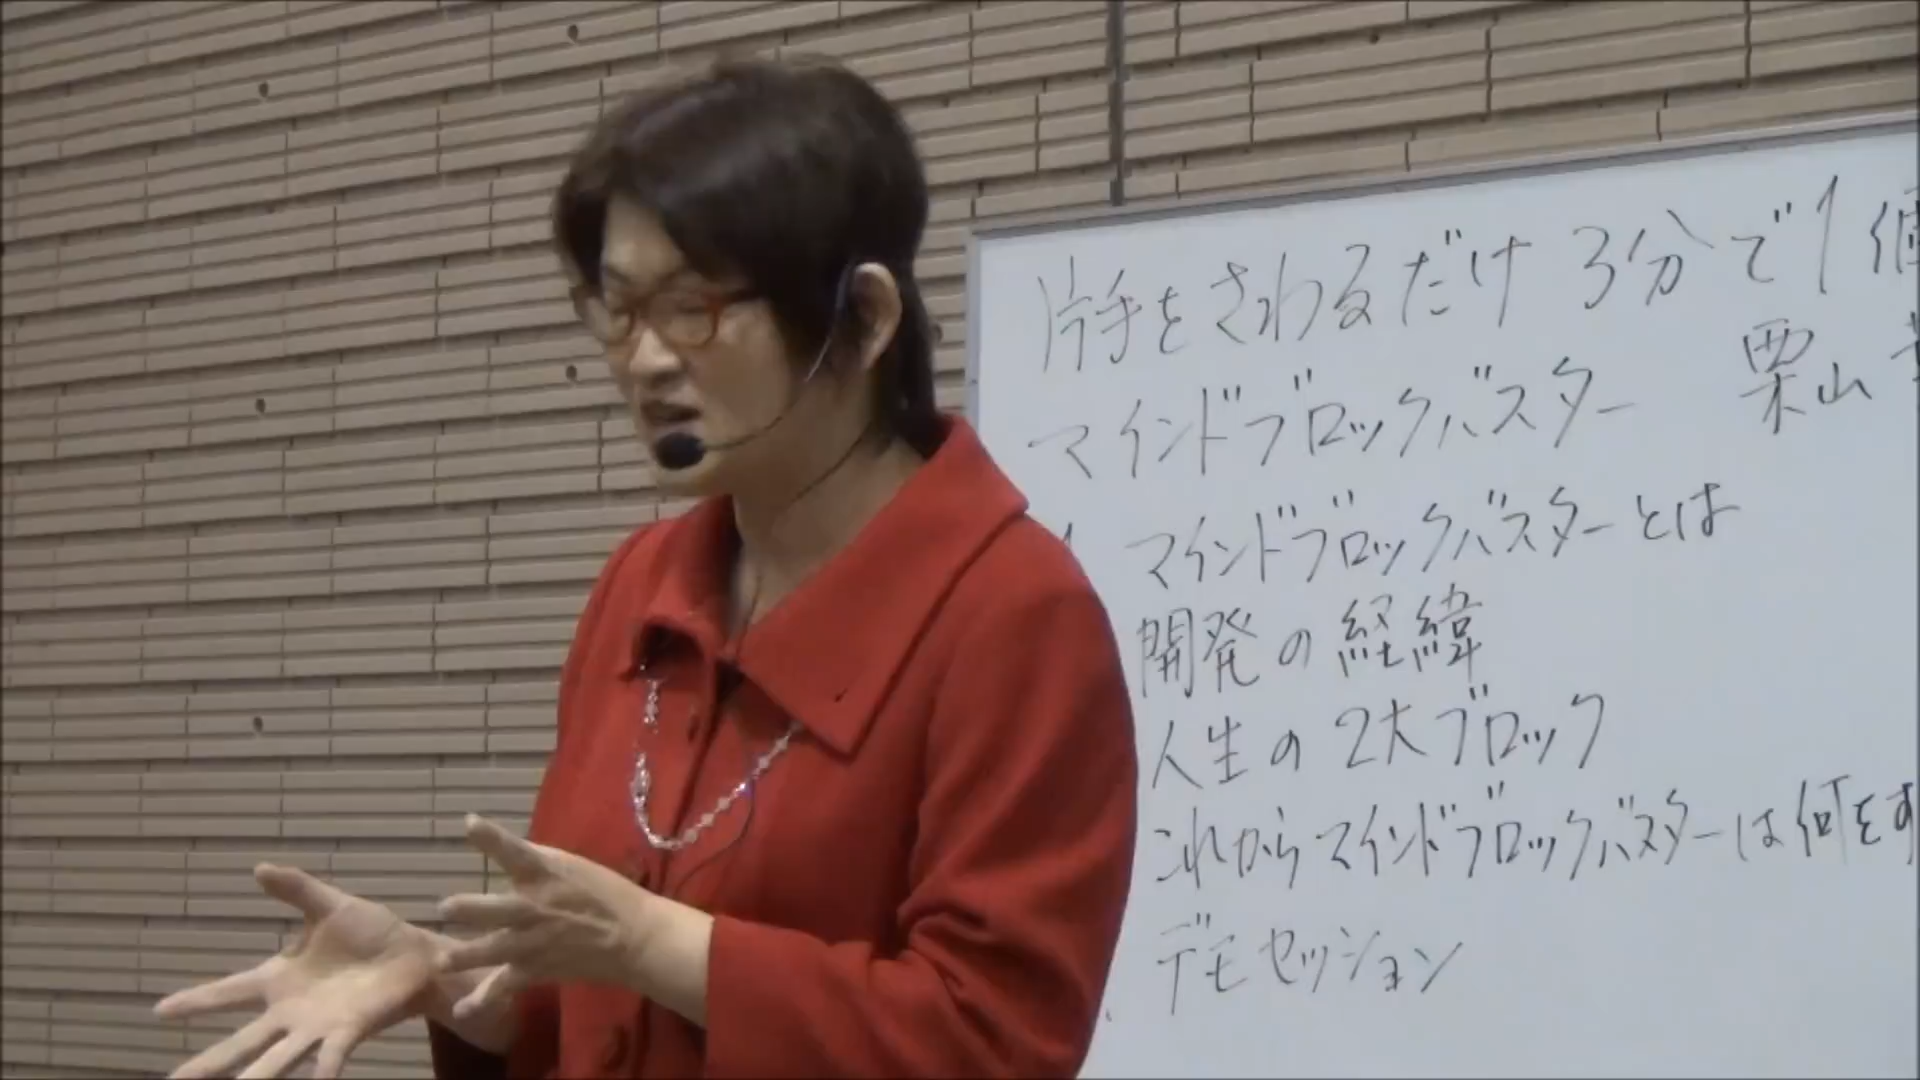 片手をさわるだけ 3分で1個
マインドブロックバスター 栗山
マインドブロックバスターとは
開発の経緯
人生の2大ブロック
これからマインドブロックバスターは何をす
デモセッション